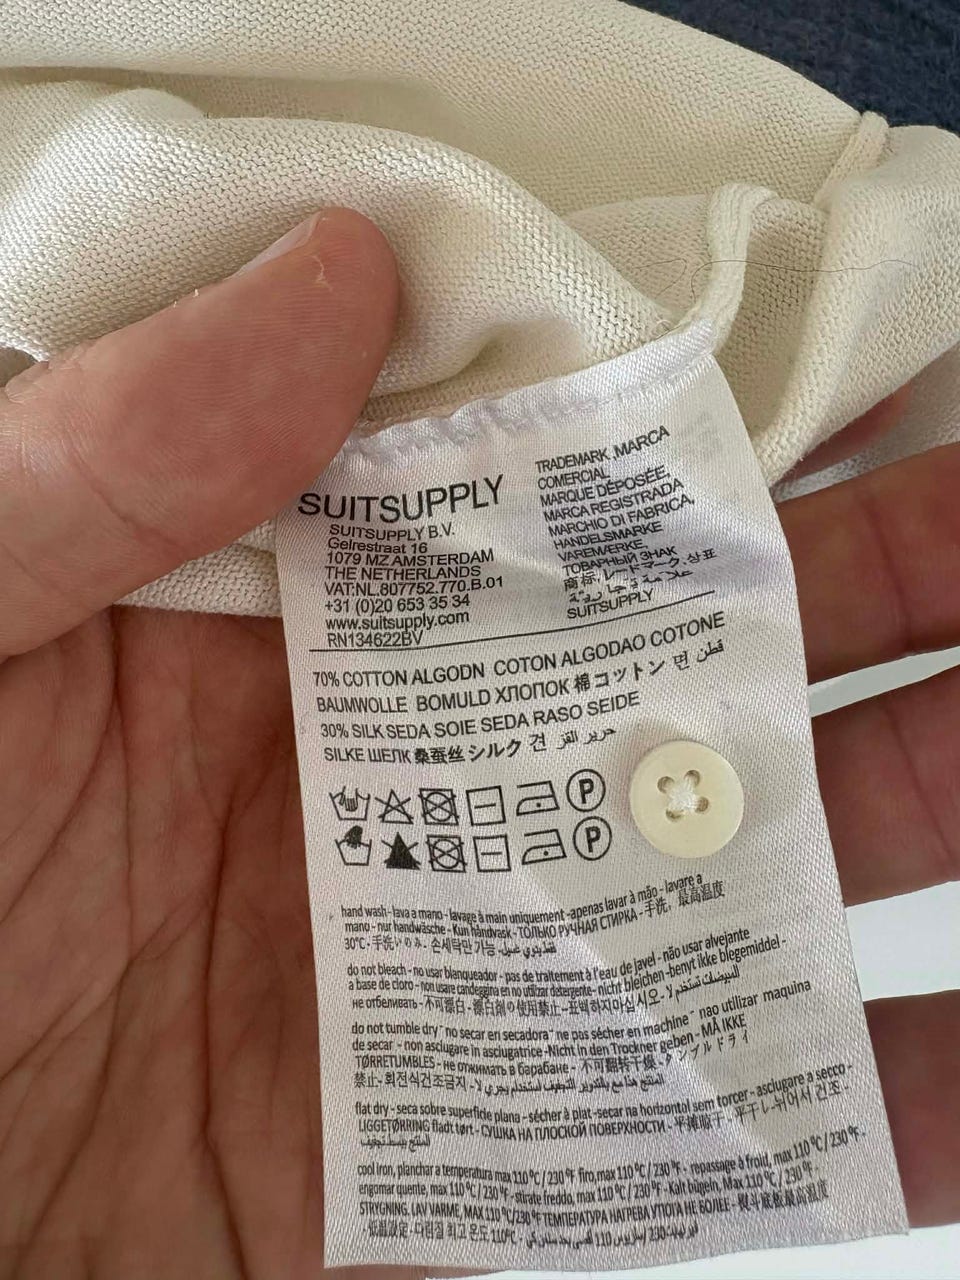 SUITSUPPLY
SUITSUPPLY B.V.
Gelrestraat 16
1079 MZ AMSTERDAM
THE NETHERLANDS
VAT:NL.807752.770.B.01
+31 (0)20 653 35 34
www.suitsupply.com
RN134622BV
TRADEMARK, MARCA
COMERCIAL
MARQUE DÉPOSÉE,
MARCA REGISTRADA
MARCHIO DI FABRICA,
HANDELSMARKE
VAREMÆRKE,
ТОВАРНЫЙ ЗНАК
商标, レードマーク, 상표
SUITSUPPLY
70% COTTON ALGODN COTON ALGODAO COTONE
BAUMWOLLE BOMULD ХЛОПОК 棉 コットン 면 قطن
30% SILK SEDA SOIE SEDA RASO SEIDE
SILKE ШЕЛК 桑蚕丝 シルク 견 حرير القز
P
P
hand wash - lava a mano - lavage à main uniquement - apenas lavar à mão - lavare a
mano - nur handwäsche - Kun håndvask - ТОЛЬКО РУЧНАЯ СТИРКА - 手洗，最高温度
30°C - 手洗いのみ - 손세탁만 가능
do not bleach - no usar blanqueador - pas de traitement à l'eau de javel - não usar alvejante
a base de cloro - non usare candeggina en no utilizar detergente - nicht bleichen - benyt ikke blegemiddel -
не отбеливать - 不可漂白 - 漂白剤の使用禁止 - 표백하지마십시오 -
do not tumble dry - no secar en secadora - ne pas sécher en machine - nao utilizar maquina
de secar - non asciugare in asciugatrice - Nicht in den Trockner geben - MÅ IKKE
TØRRETUMBLES - не отжимать в барабане - 不可翻转干燥 - タンブルドライ
禁止 - 회전식건조금지 -
flat dry - seca sobre superficie plana - sécher à plat - secar na horizontal sem torcer - asciugare a secco -
LIGGETØRRING fladt tørt - СУШКА НА ПЛОСКОЙ ПОВЕРХНОСТИ - 平摊晾干 - 平干し - 뉘어서 건조 -
cool iron, planchar a temperatura max 110 °C / 230 °F firo, max 110 °C / 230 °F - repassage à froid, max 110 °C / 230 °F -
engomar quente, max 110 °C / 230 °F - stirate freddo, max 110 °C / 230 °F - Kalt bügeln, Max 110 °C / 230 °F
STRYGNING, LAV VARME, MAX 110 °C/230 °F ТЕМПЕРАТУРА НАГРЕВА УТЮГА НЕ БОЛЕЕ - 熨斗底板最高温度
低温設定 - 다림질 최고 온도 110°C -